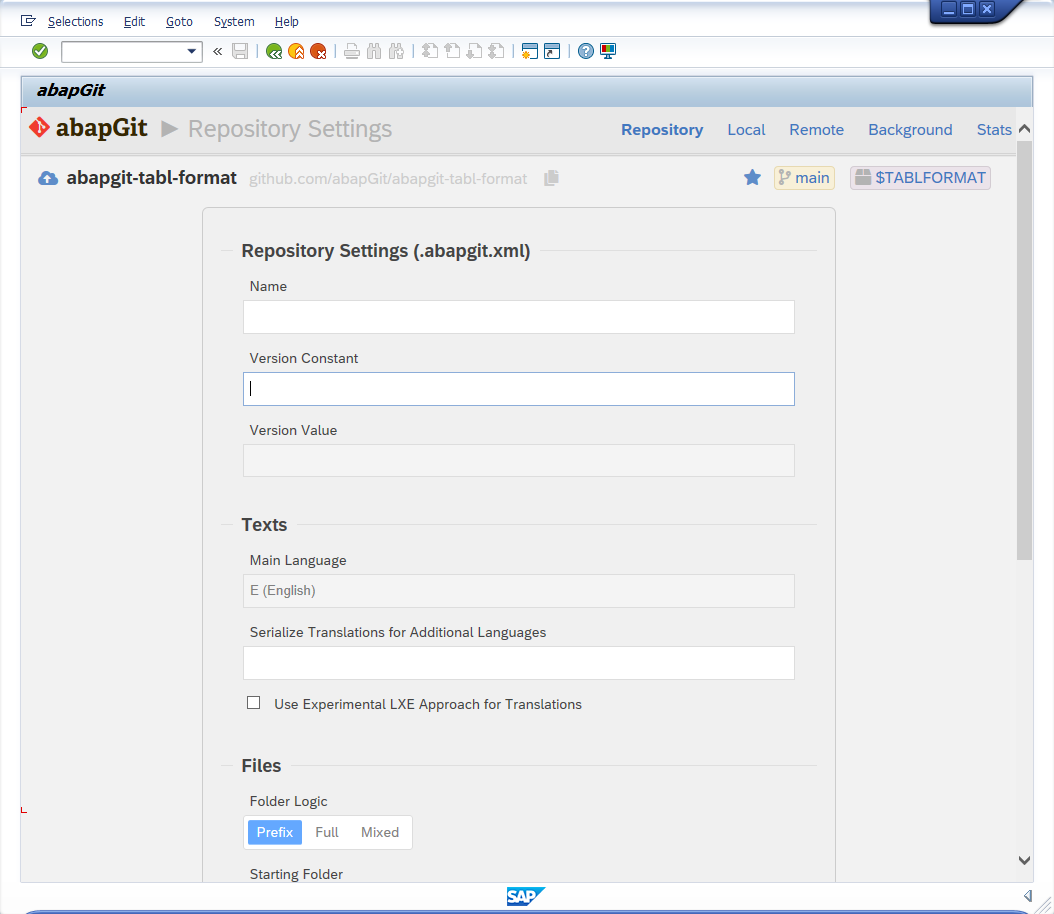 Selections Edit Goto System Help
abapGit
abapGit Repository Settings Repository Local Remote Background Stats
abapgit-tabl-format github.com/abapGit/abapgit-tabl-format main $TABLFORMAT
Repository Settings (.abapgit.xml)
Name
Version Constant
Version Value
Texts
Main Language
E (English)
Serialize Translations for Additional Languages
Use Experimental LXE Approach for Translations
Files
Folder Logic
Prefix Full Mixed
Starting Folder
SAP